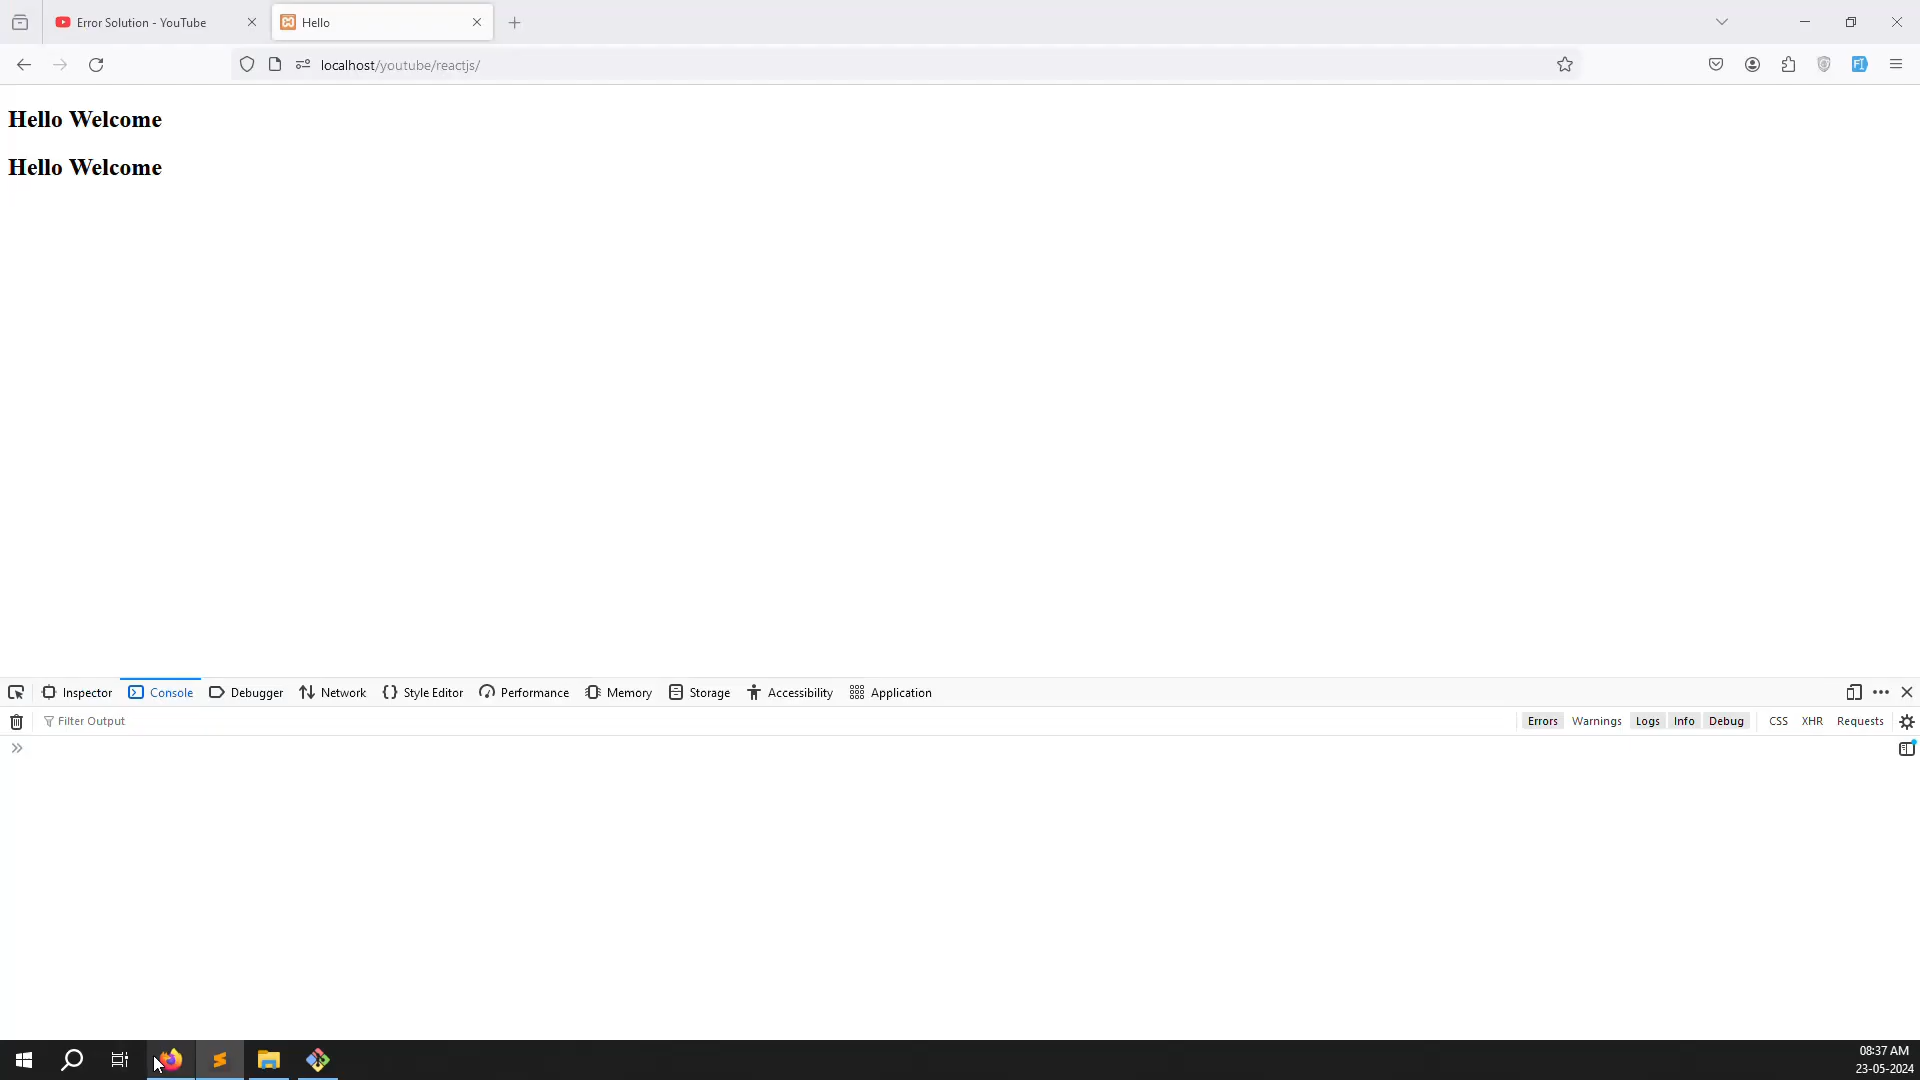 Error Solution - YouTube
Hello
localhost/youtube/reactjs/
Hello Welcome
Hello Welcome
Inspector Console Debugger Network Style Editor Performance Memory Storage Accessibility Application
Filter Output Errors Warnings Logs Info Debug CSS XHR Requests
08:37 AM
23-05-2024